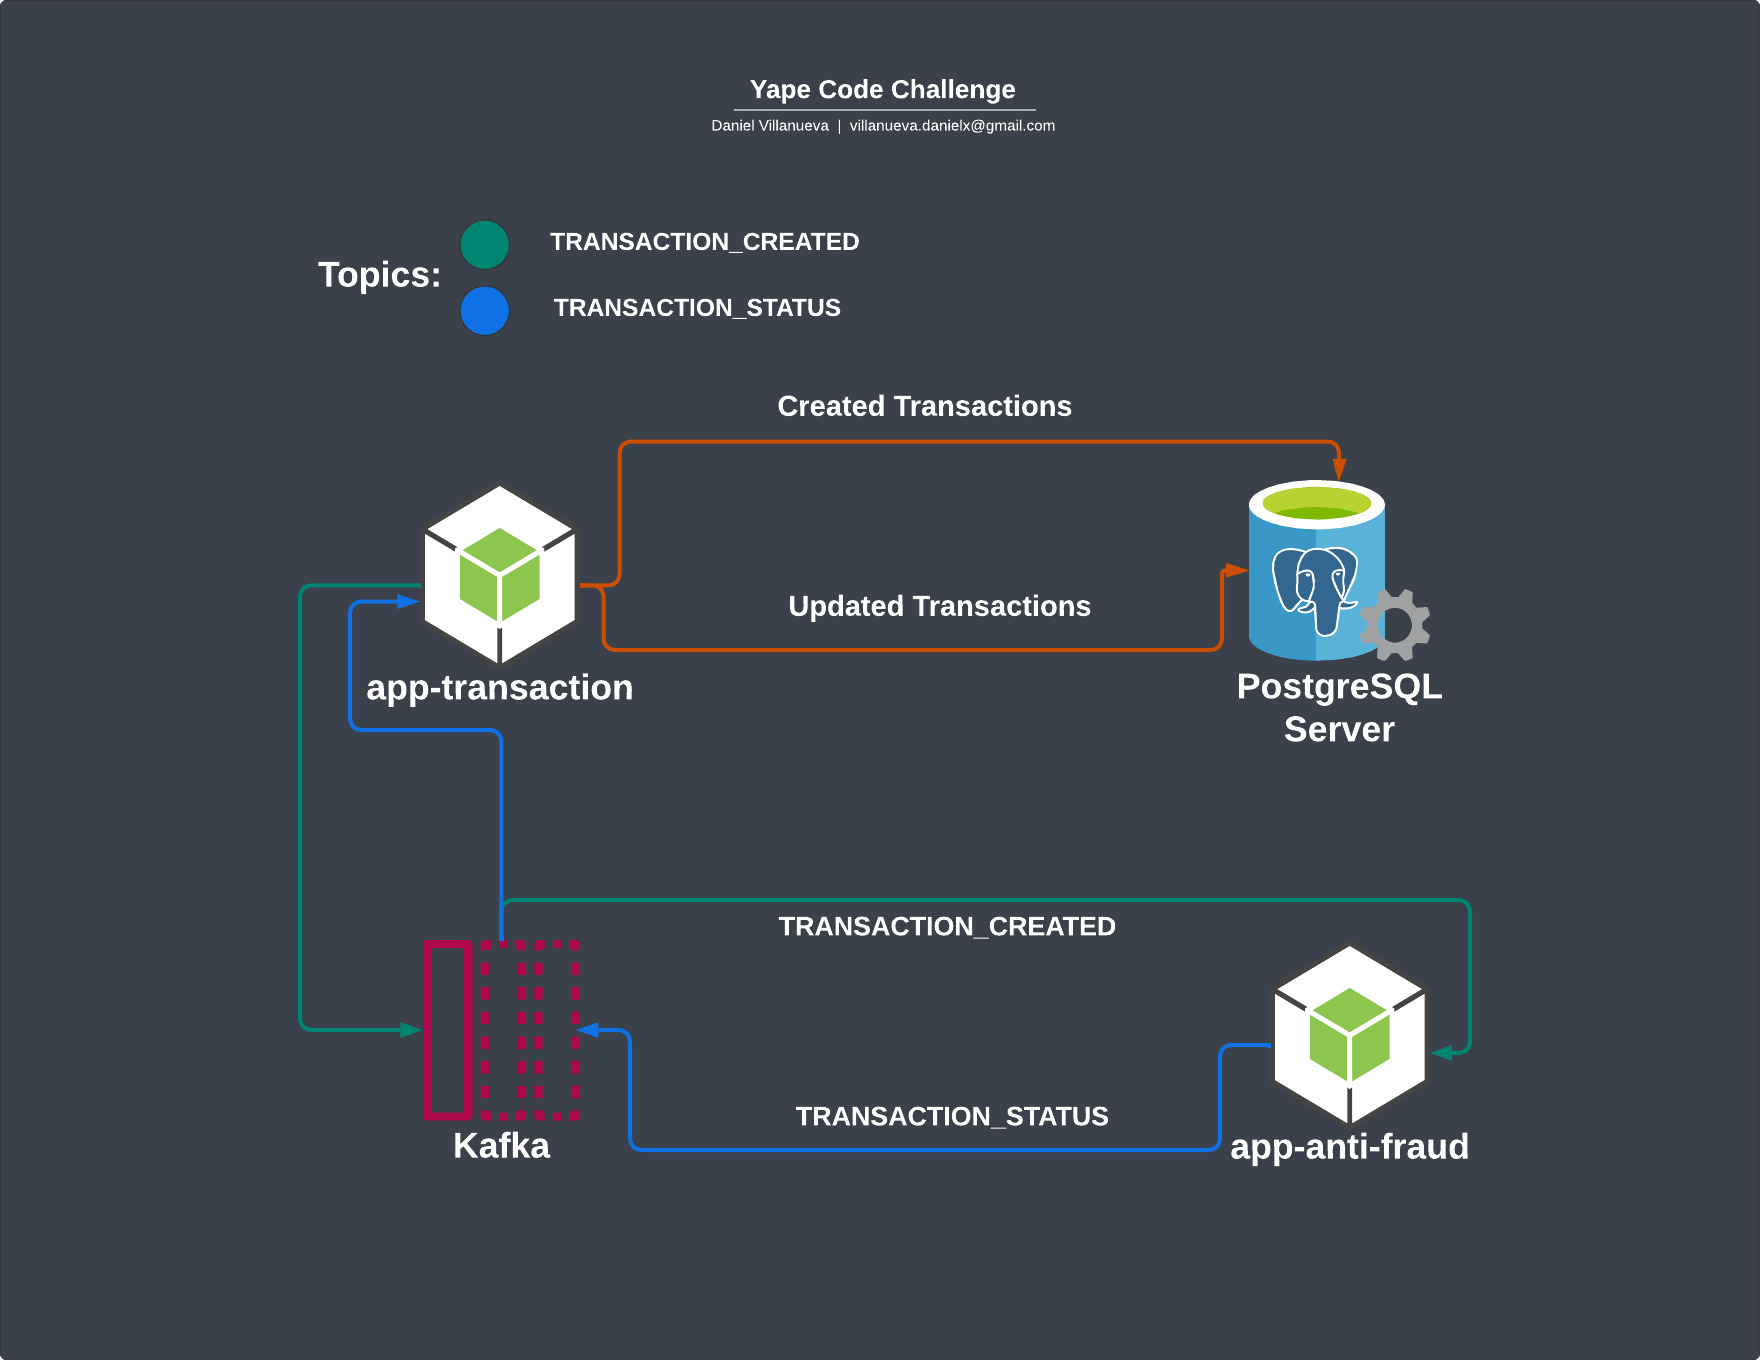 Yape Code Challenge
Daniel Villanueva | villanueva.danielx@gmail.com
Topics:
TRANSACTION_CREATED
TRANSACTION_STATUS
Created Transactions
Updated Transactions
app-transaction
PostgreSQL
Server
TRANSACTION_CREATED
TRANSACTION_STATUS
Kafka
app-anti-fraud